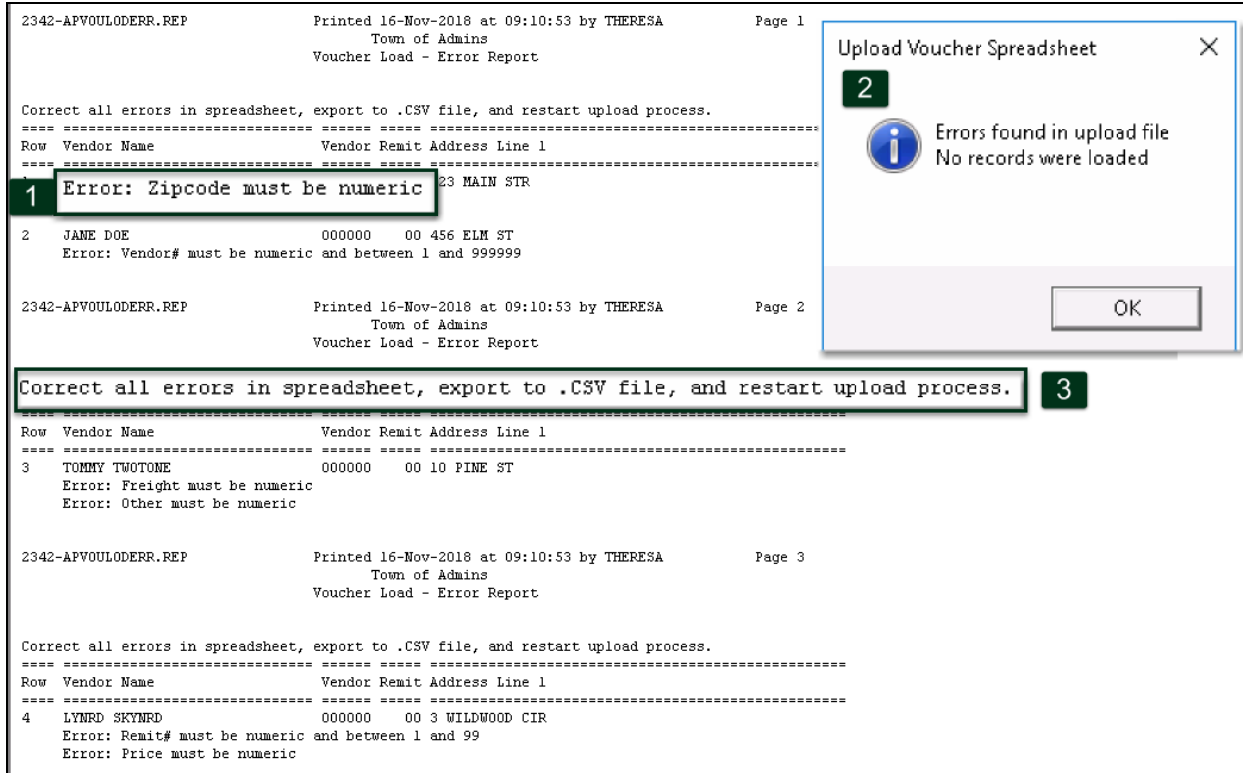 2342-APVOULODERR.REP Printed 16-Nov-2018 at 09:10:53 by THERESA Page 1
Town of Admins
Voucher Load - Error Report
Correct all errors in spreadsheet, export to .CSV file, and restart upload process.
Row Vendor Name Vendor Remit Address Line 1
1 Error: Zipcode must be numeric 23 MAIN STR
2 JANE DOE 000000 00 456 ELM ST
Error: Vendor# must be numeric and between 1 and 999999
2342-APVOULODERR.REP Printed 16-Nov-2018 at 09:10:53 by THERESA Page 2
Town of Admins
Voucher Load - Error Report
Correct all errors in spreadsheet, export to .CSV file, and restart upload process. 3
Row Vendor Name Vendor Remit Address Line 1
3 TOMMY TWOTONE 000000 00 10 PINE ST
Error: Freight must be numeric
Error: Other must be numeric
2342-APVOULODERR.REP Printed 16-Nov-2018 at 09:10:53 by THERESA Page 3
Town of Admins
Voucher Load - Error Report
Correct all errors in spreadsheet, export to .CSV file, and restart upload process.
Row Vendor Name Vendor Remit Address Line 1
4 LYNRD SKYNRD 000000 00 3 WILDWOOD CIR
Error: Remit# must be numeric and between 1 and 99
Error: Price must be numeric
Upload Voucher Spreadsheet
2
Errors found in upload file
No records were loaded
OK